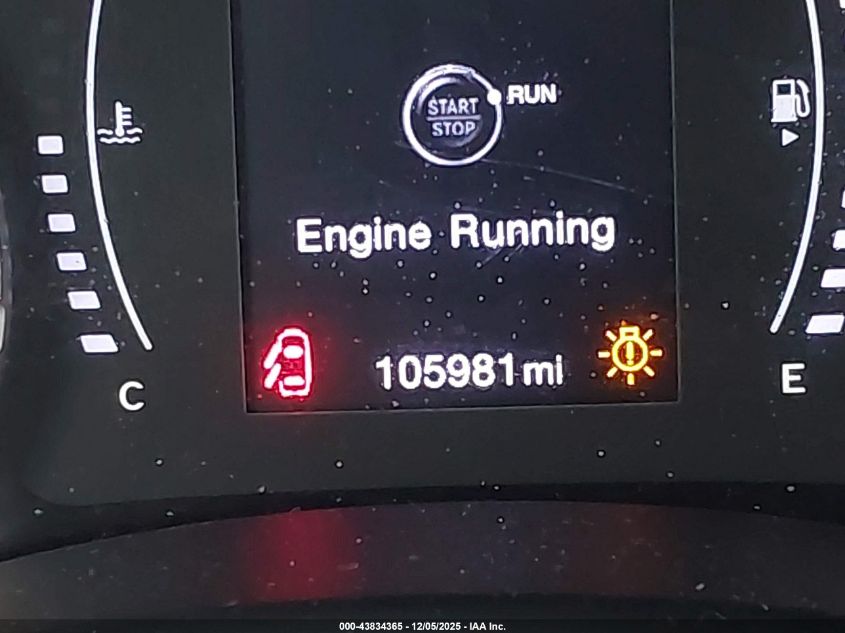 START
STOP
RUN
Engine Running
105981mi
C
E
000-43834365 - 12/05/2025 - IAA Inc.